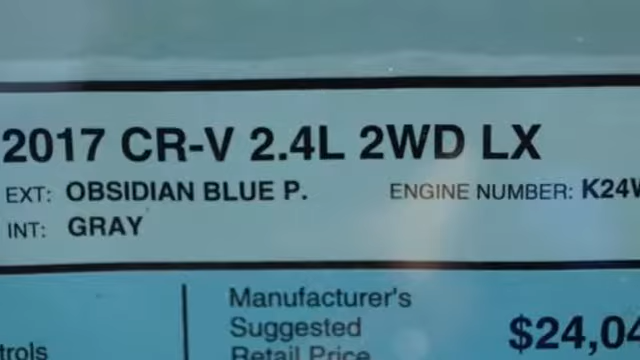 2017 CR-V 2.4L 2WD LX
EXT: OBSIDIAN BLUE P. ENGINE NUMBER: K24
INT: GRAY
Manufacturer's
Suggested $24,04
trols Retail Price